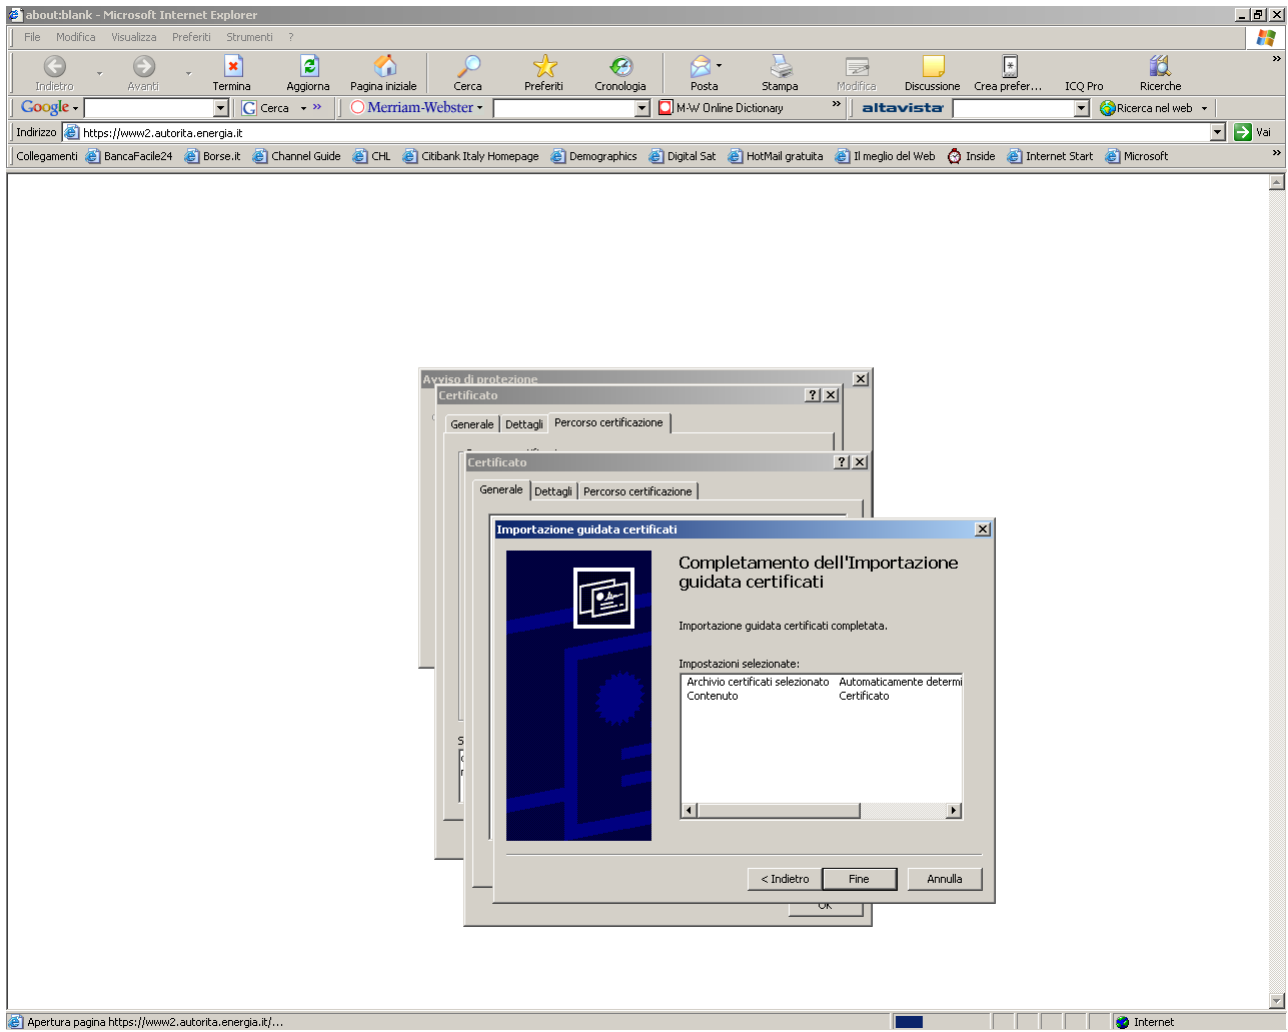 about:blank - Microsoft Internet Explorer
File Modifica Visualizza Preferiti Strumenti ?
Indietro Avanti Termina Aggiorna Pagina iniziale Cerca Preferiti Cronologia Posta Stampa Modifica Discussione Crea prefer... ICQ Pro Ricerche »
Google Cerca » Merriam-Webster M-W Online Dictionary » altavista Ricerca nel web
Indirizzo https://www2.autorita.energia.it Vai
Collegamenti BancaFacile24 Borse.it Channel Guide CHL Citibank Italy Homepage Demographics Digital Sat HotMail gratuita Il meglio del Web Inside Internet Start Microsoft »
Avviso di protezione
Certificato
Generale Dettagli Percorso certificazione
Certificato
Generale Dettagli Percorso certificazione
Importazione guidata certificati
Completamento dell'Importazione
guidata certificati
Importazione guidata certificati completata.
Impostazioni selezionate:
Archivio certificati selezionato Automaticamente determi
Contenuto Certificato
< Indietro Fine Annulla
OK
Apertura pagina https://www2.autorita.energia.it/... Internet